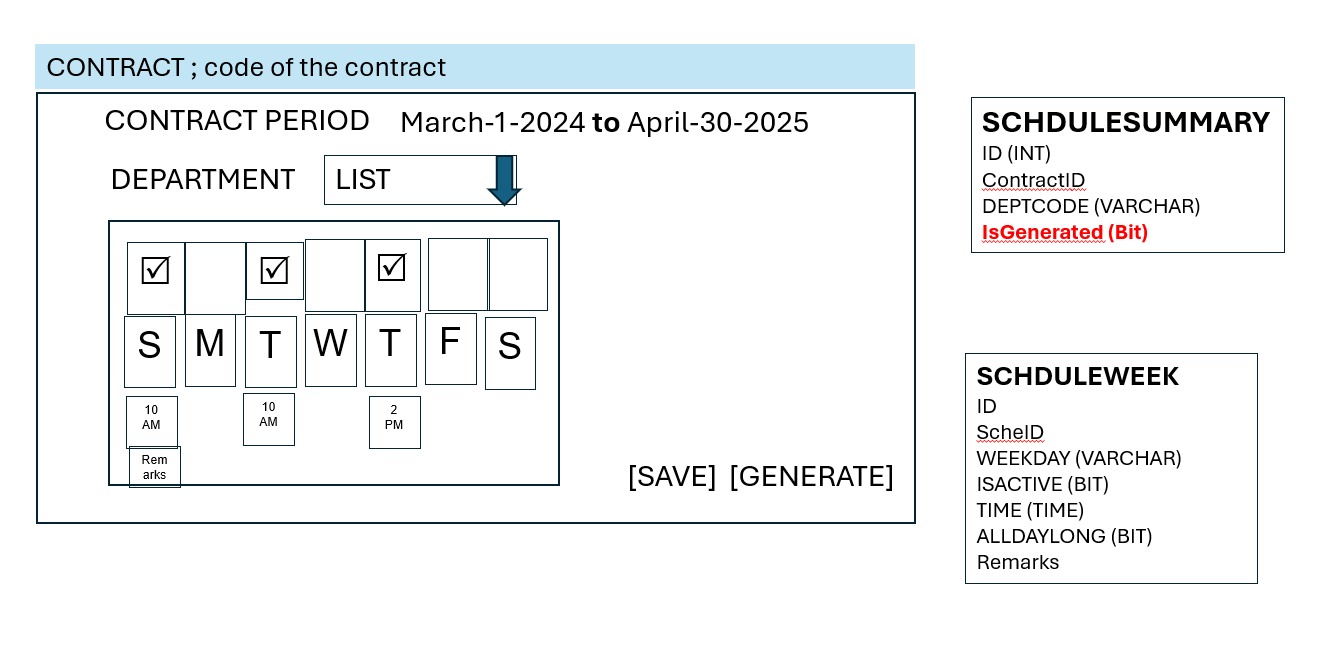 CONTRACT ; code of the contract
CONTRACT PERIOD March-1-2024 to April-30-2025
DEPARTMENT LIST
S M T W T F S
10 AM
10 AM
2 PM
Rem
arks
[SAVE] [GENERATE]
SCHDULESUMMARY
ID (INT)
ContractID
DEPTCODE (VARCHAR)
IsGenerated (Bit)
SCHDULEWEEK
ID
ScheID
WEEKDAY (VARCHAR)
ISACTIVE (BIT)
TIME (TIME)
ALLDAYLONG (BIT)
Remarks